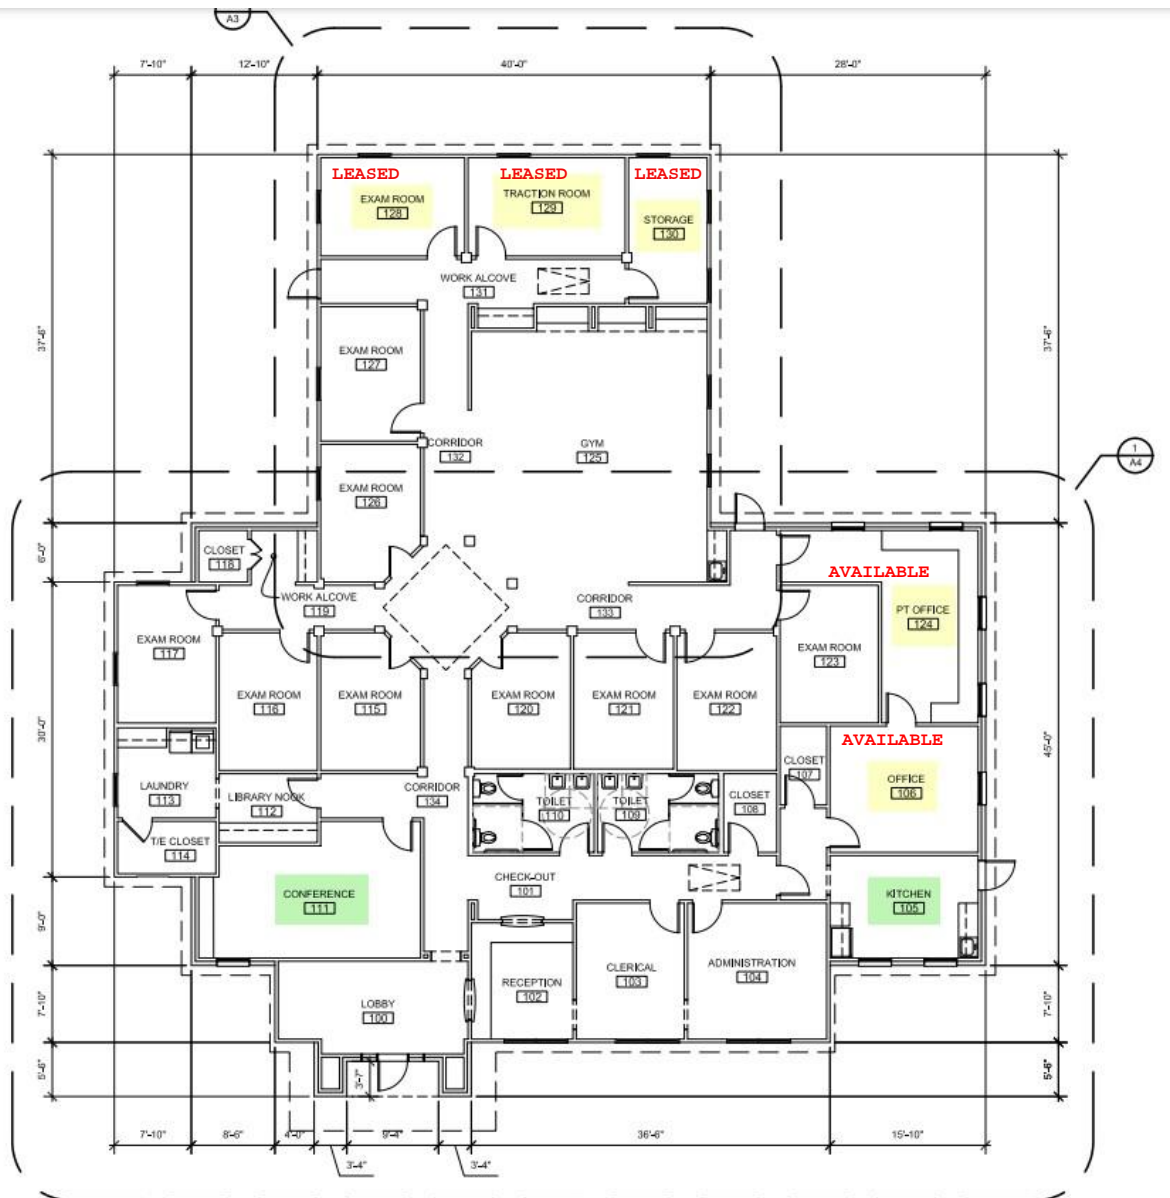 A3
7'-10"
12'-10"
40'-0"
28'-0"
LEASED
LEASED
LEASED
EXAM ROOM
128
TRACTION ROOM
129
STORAGE
130
WORK ALCOVE
131
37'-6"
37'-6"
EXAM ROOM
127
CORRIDOR
132
GYM
125
1
A4
EXAM ROOM
126
6'-0"
CLOSET
118
AVAILABLE
WORK ALCOVE
119
CORRIDOR
133
PT OFFICE
124
EXAM ROOM
117
EXAM ROOM
123
EXAM ROOM
116
EXAM ROOM
115
EXAM ROOM
120
EXAM ROOM
121
EXAM ROOM
122
30'-0"
45'-0"
AVAILABLE
CLOSET
107
OFFICE
106
LAUNDRY
113
LIBRARY NOOK
112
CORRIDOR
134
TOILET
110
TOILET
109
CLOSET
108
T/E CLOSET
114
CHECK-OUT
101
CONFERENCE
111
KITCHEN
105
9'-0"
RECEPTION
102
CLERICAL
103
ADMINISTRATION
104
LOBBY
100
7'-10"
7'-10"
5'-6"
3'-7"
5'-6"
7'-10"
8'-6"
4'-0"
9'-4"
36'-6"
15'-10"
3'-4"
3'-4"